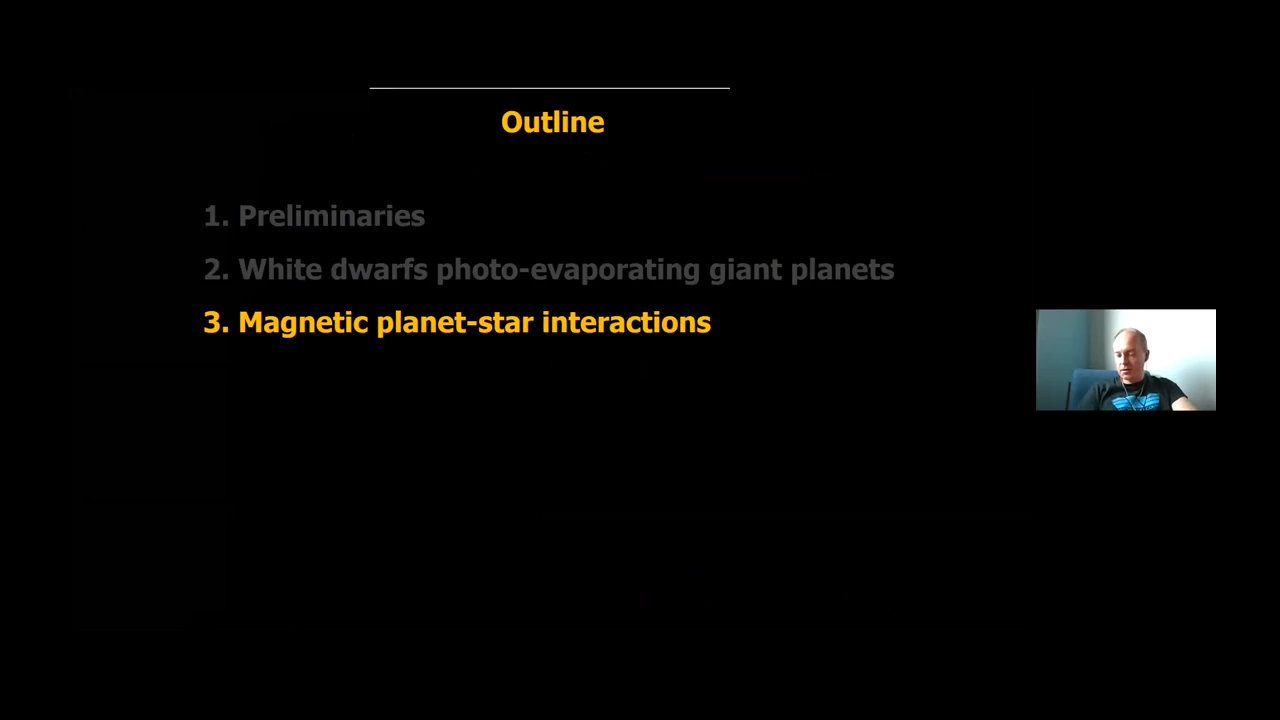 Outline
1. Preliminaries
2. White dwarfs photo-evaporating giant planets
3. Magnetic planet-star interactions